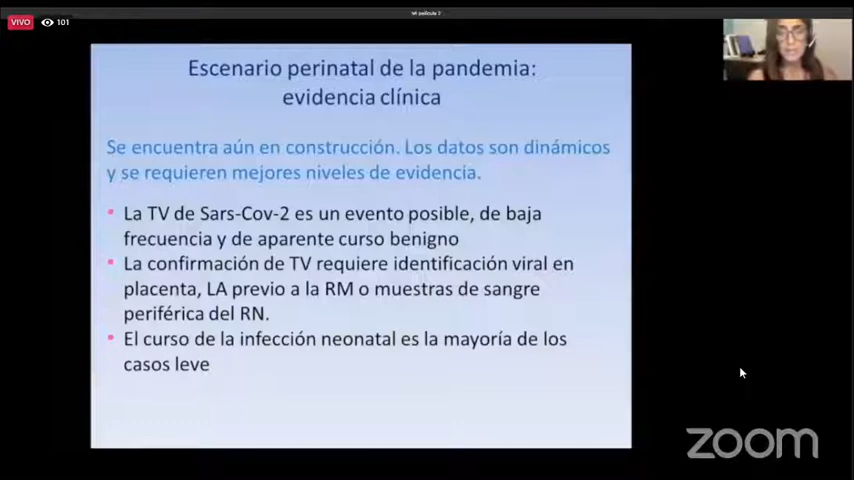 Mi película 2
VIVO
101
Escenario perinatal de la pandemia:
evidencia clínica
Se encuentra aún en construcción. Los datos son dinámicos
y se requieren mejores niveles de evidencia.
• La TV de Sars-Cov-2 es un evento posible, de baja
frecuencia y de aparente curso benigno
• La confirmación de TV requiere identificación viral en
placenta, LA previo a la RM o muestras de sangre
periférica del RN.
• El curso de la infección neonatal es la mayoría de los
casos leve
zoom